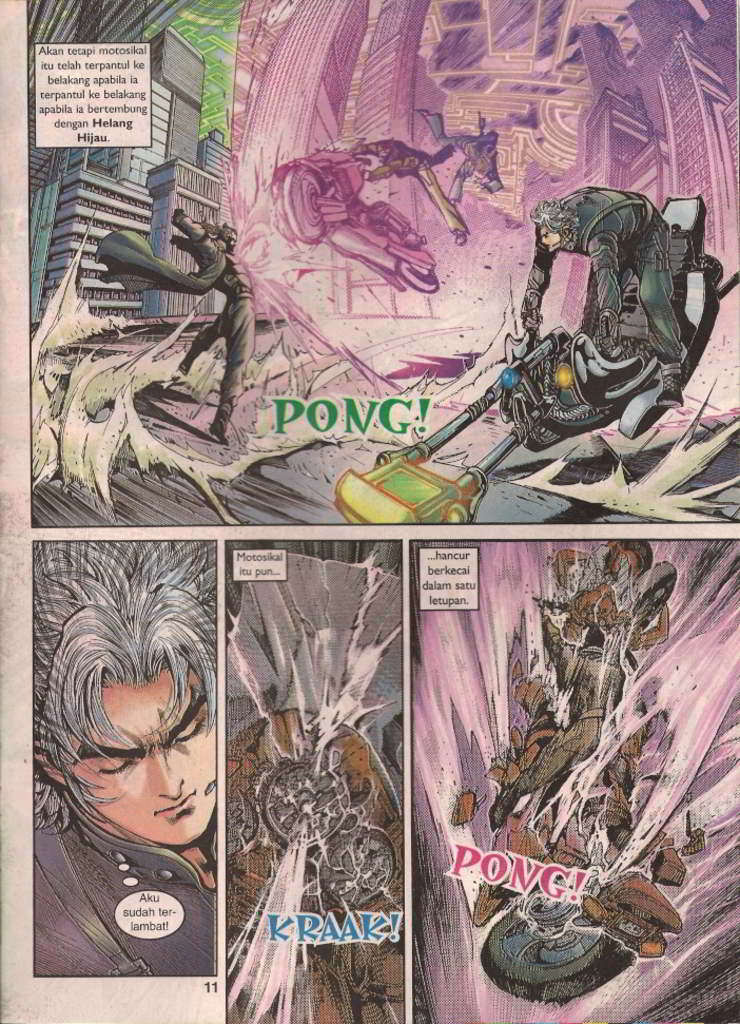 Akan tetapi motosikal
itu telah terpantul ke
belakang apabila ia
terpantul ke belakang
apabila ia bertembung
dengan Helang
Hijau.
PONG!
Aku
sudah ter-
lambat!
Motosikal
itu pun...
KRAAK!
...hancur
berkecai
dalam satu
letupan.
PONG!
11